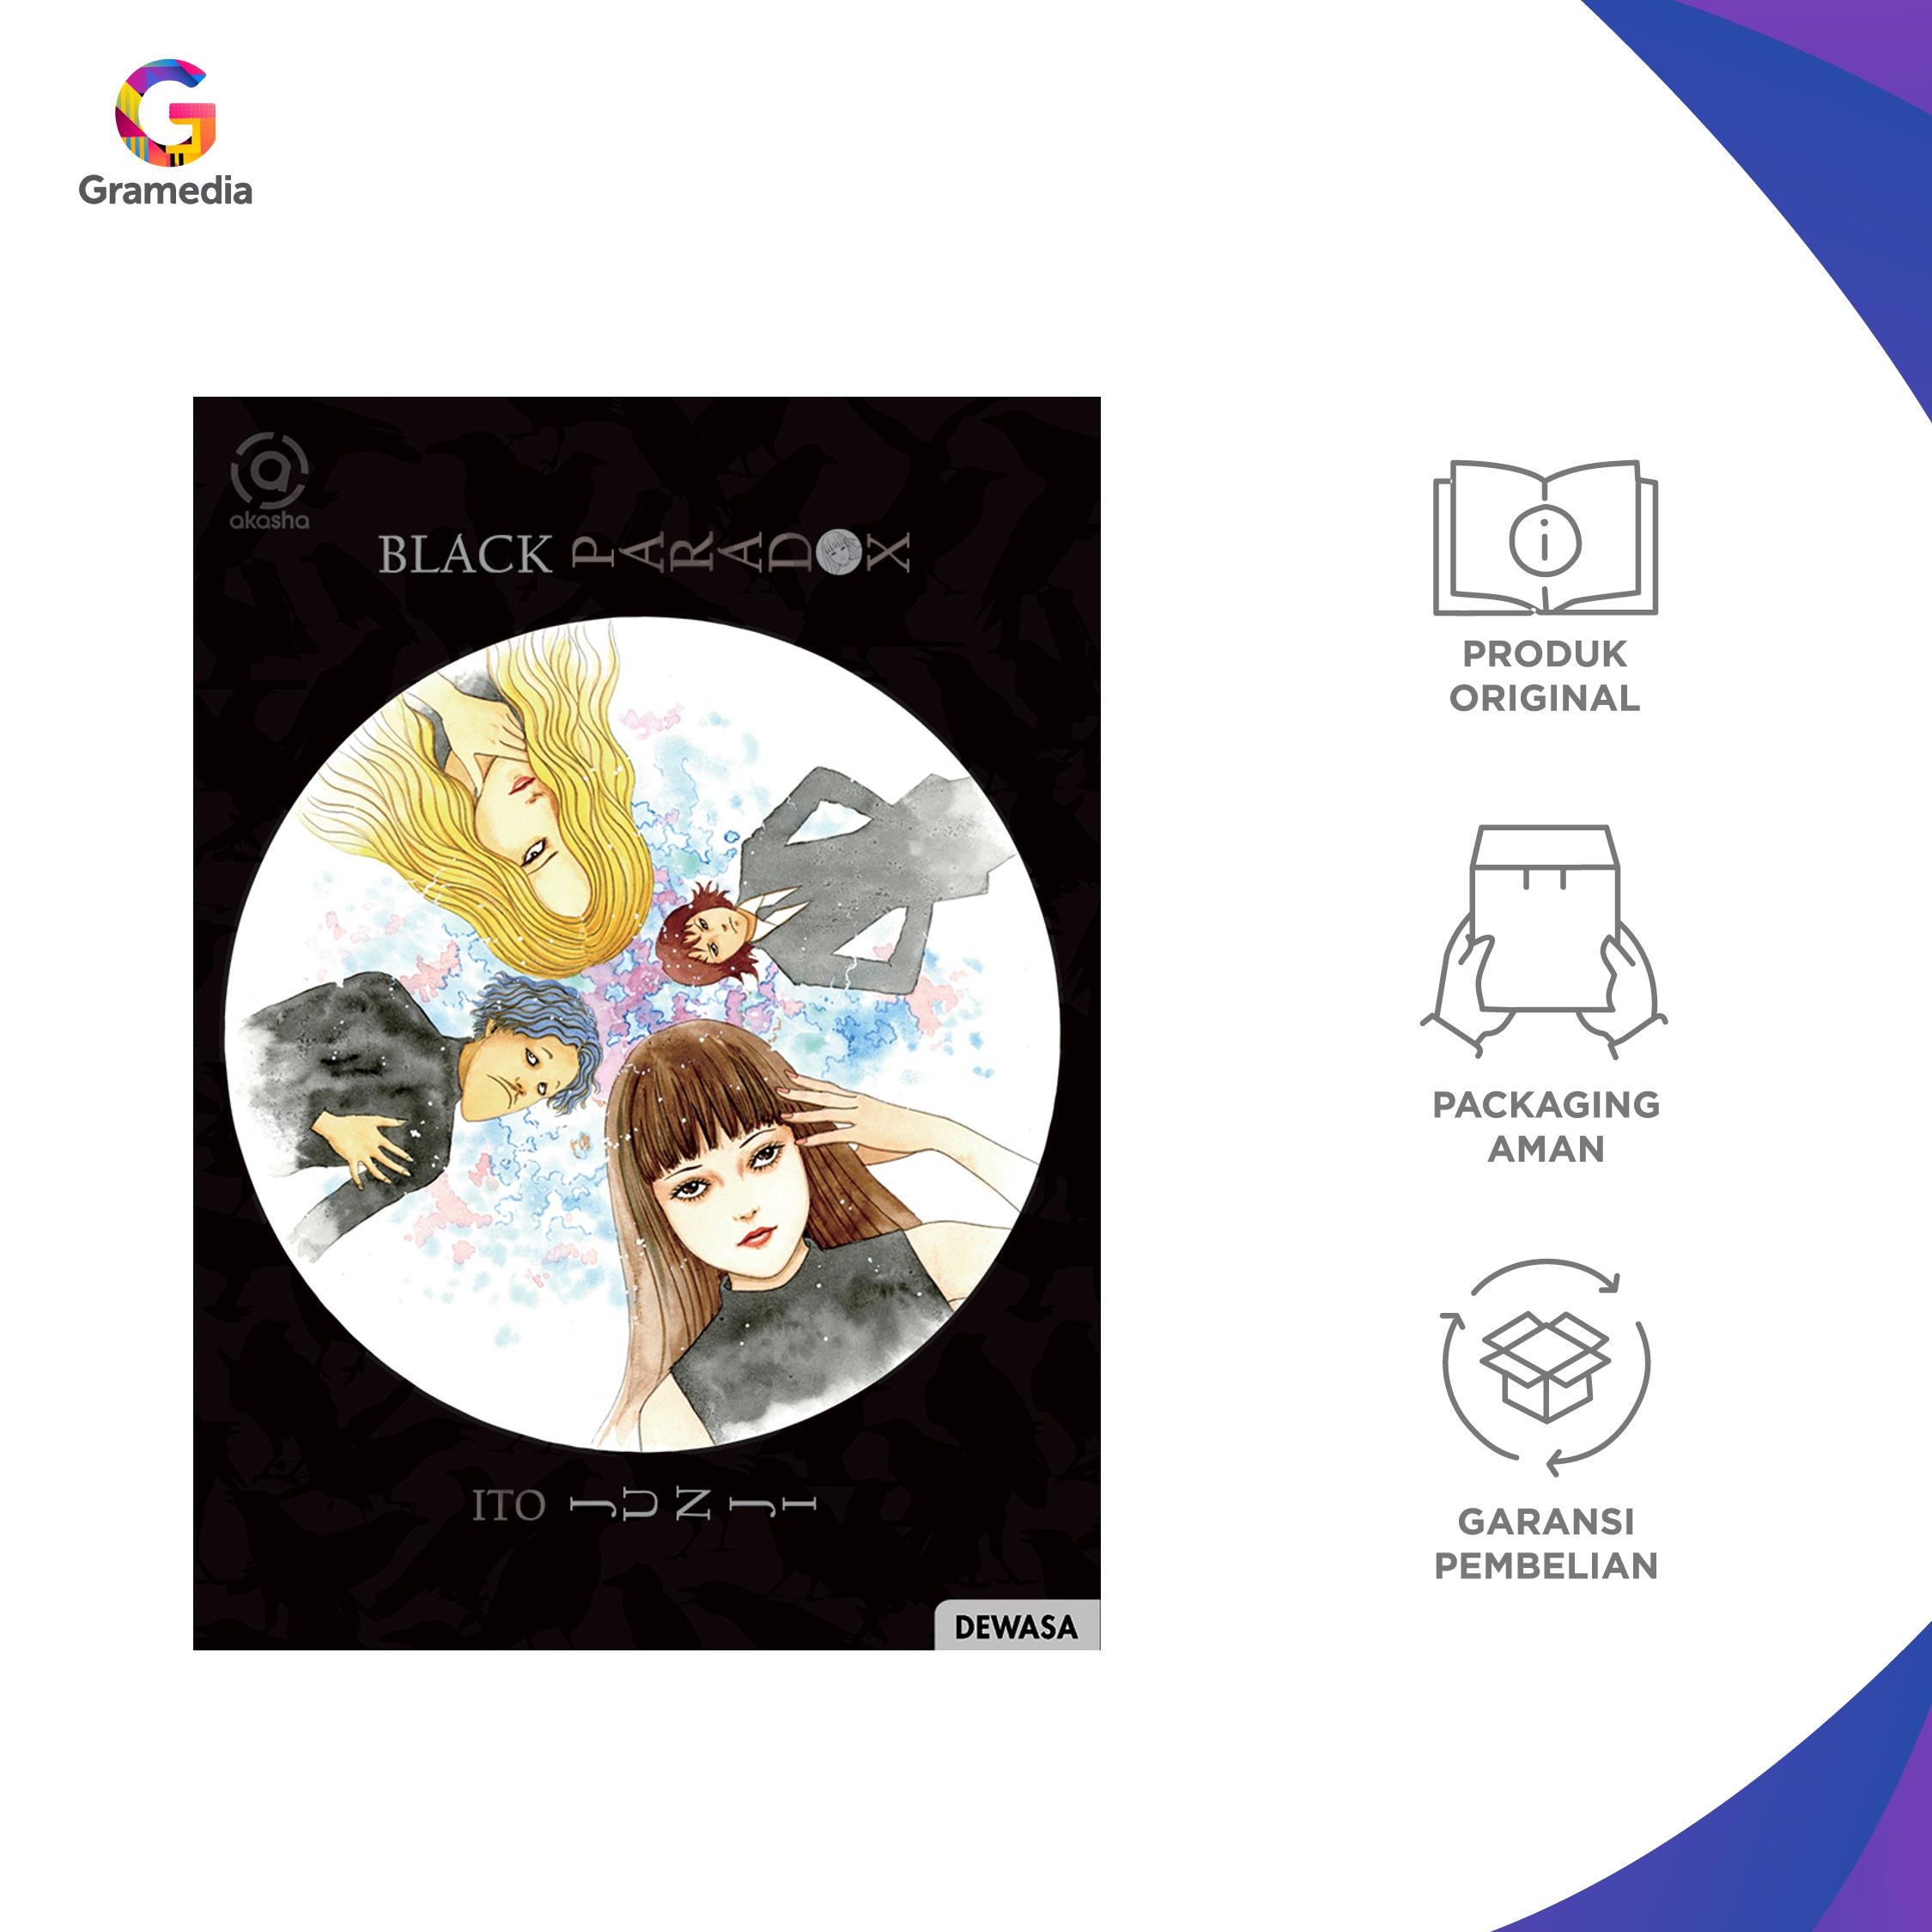 Gramedia
akasha
BLACK PARADOX
ITO JUNJI
DEWASA
PRODUK
ORIGINAL
PACKAGING
AMAN
GARANSI
PEMBELIAN